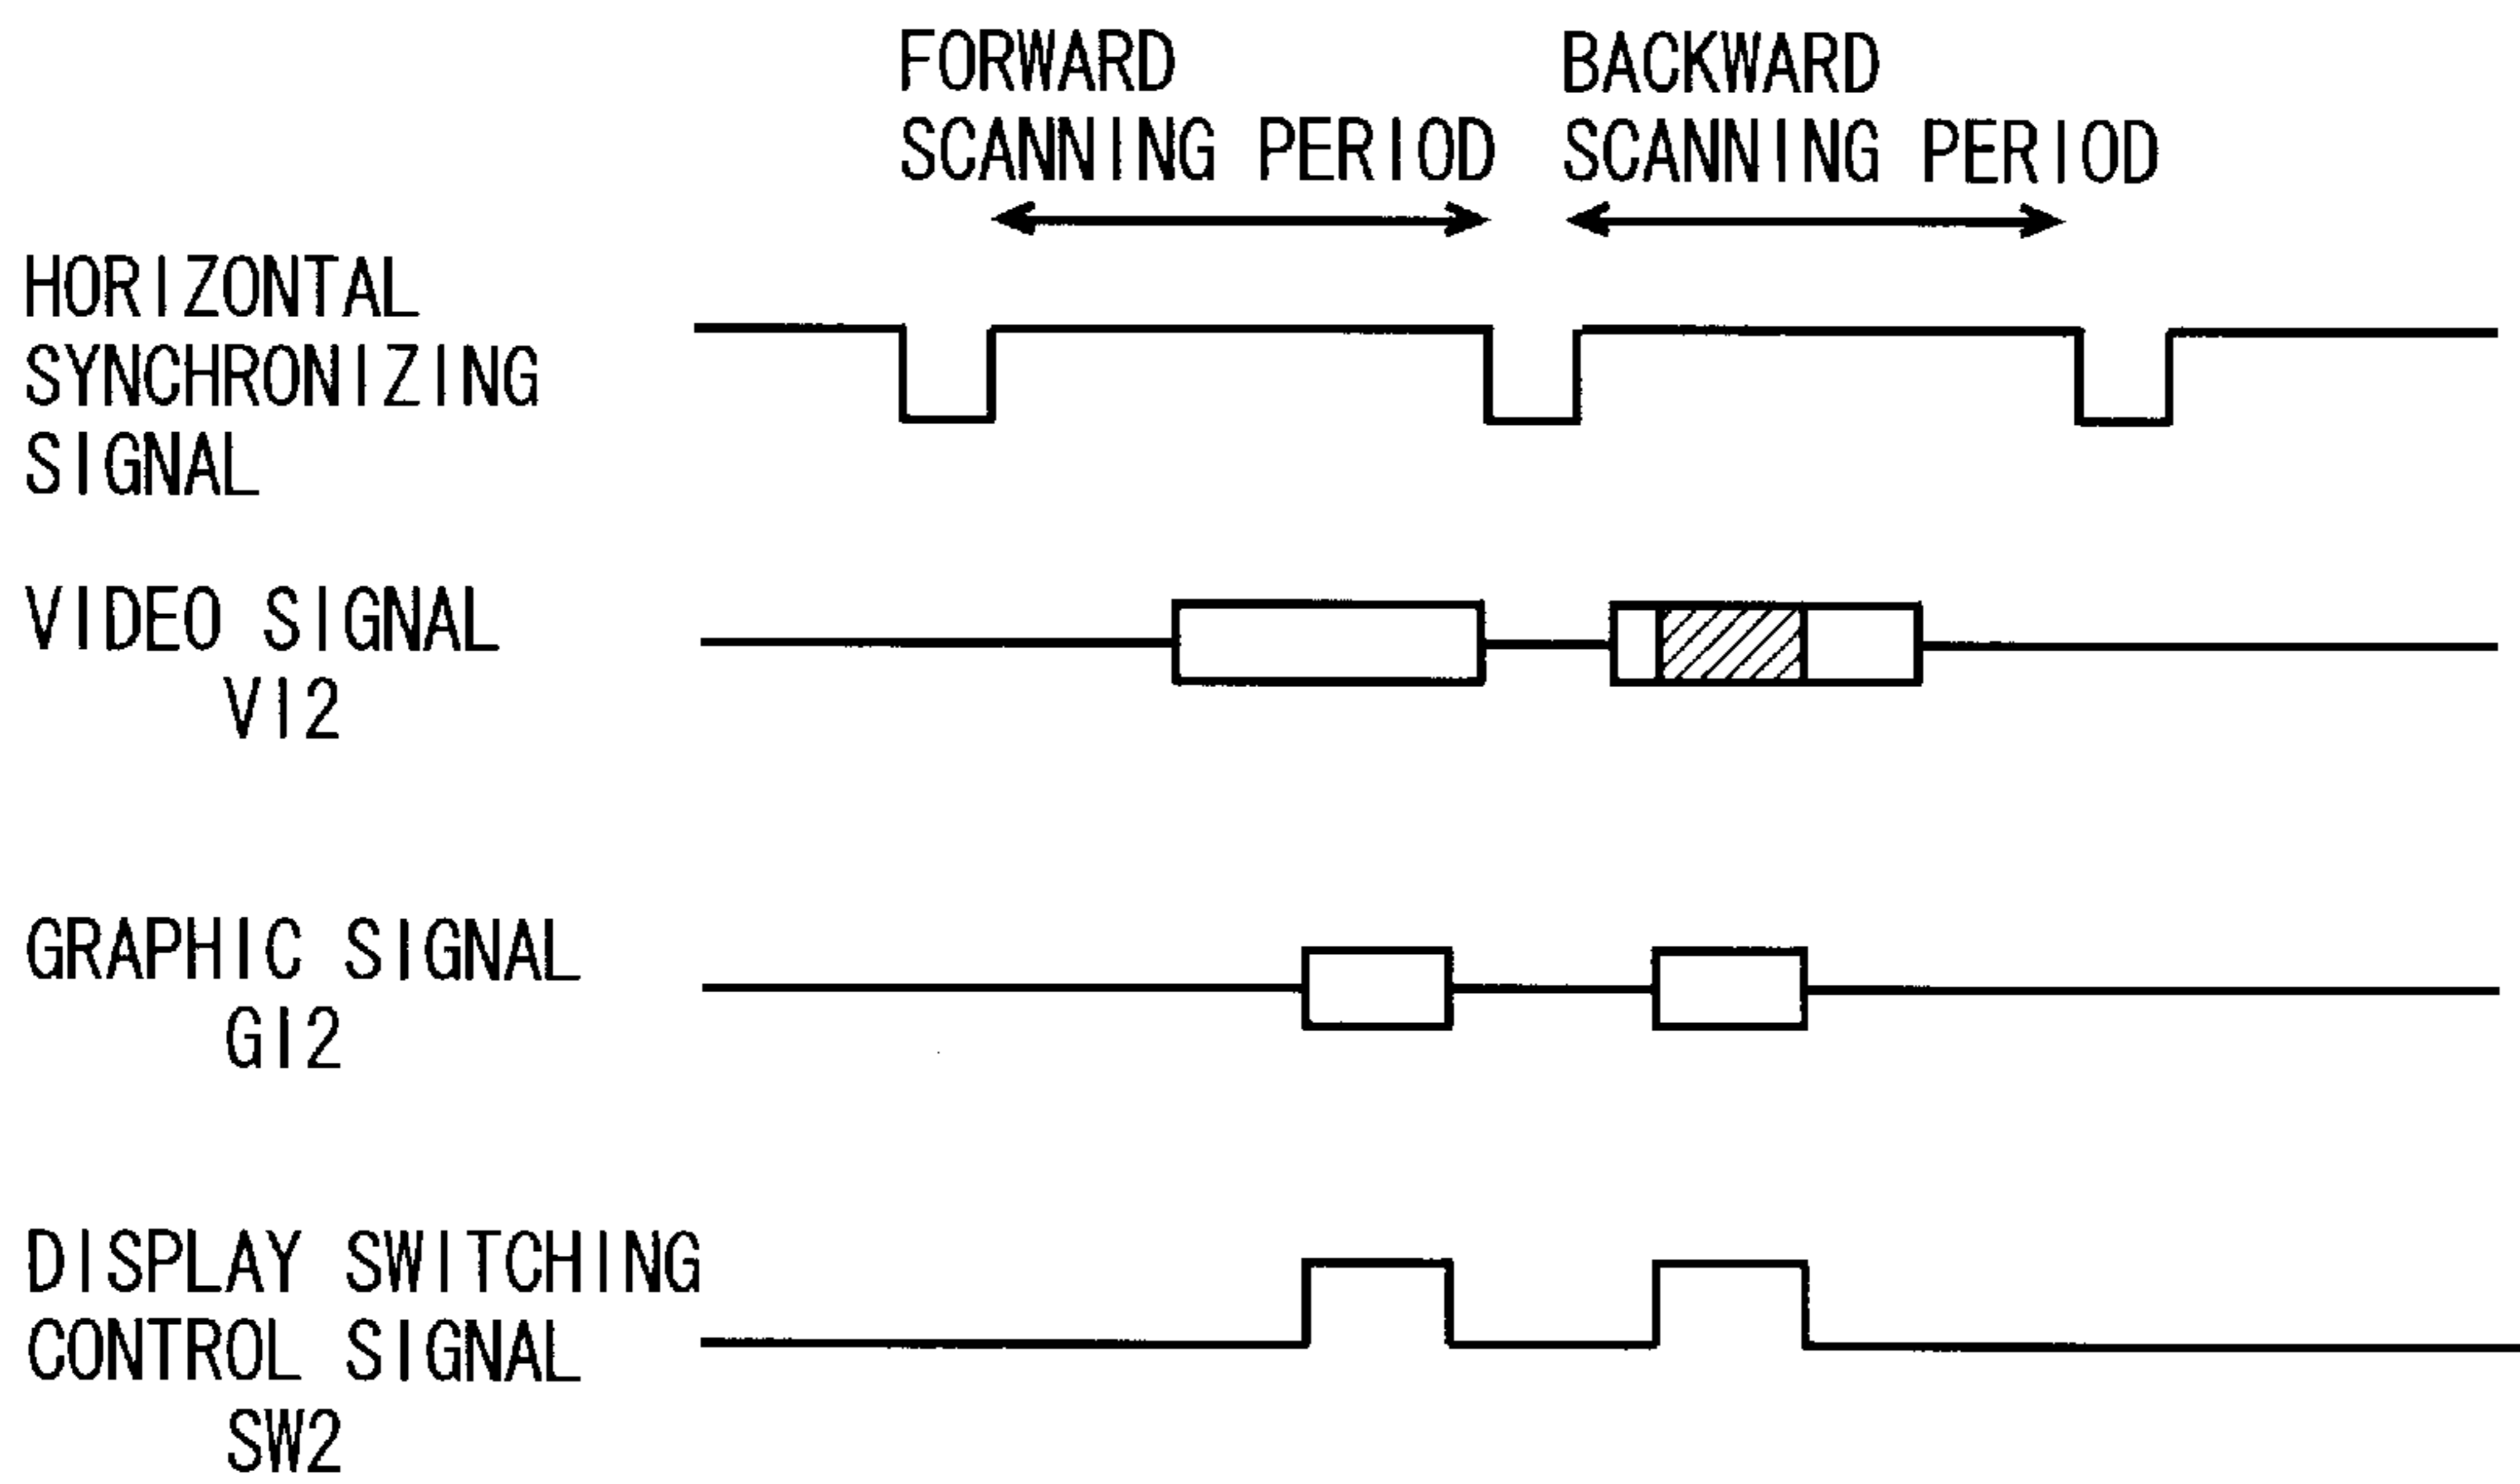 FORWARD
SCANNING PERIOD
BACKWARD
SCANNING PERIOD
HORIZONTAL
SYNCHRONIZING
SIGNAL
VIDEO SIGNAL
VI2
GRAPHIC SIGNAL
GI2
DISPLAY SWITCHING
CONTROL SIGNAL
SW2